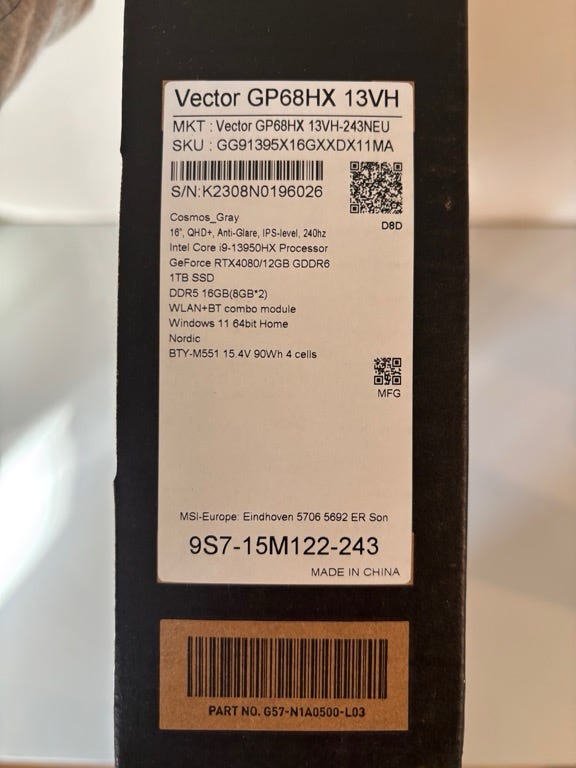 Vector GP68HX 13VH
MKT : Vector GP68HX 13VH-243NEU
SKU : GG91395X16GXXDX11MA
S/N:K2308N0196026
D8D
Cosmos_Gray
16", QHD+, Anti-Glare, IPS-level, 240hz
Intel Core i9-13950HX Processor
GeForce RTX4080/12GB GDDR6
1TB SSD
DDR5 16GB(8GB*2)
WLAN+BT combo module
Windows 11 64bit Home
Nordic
BTY-M551 15.4V 90Wh 4 cells
MFG
MSI-Europe: Eindhoven 5706 5692 ER Son
9S7-15M122-243
MADE IN CHINA
PART NO. G57-N1A0500-L03